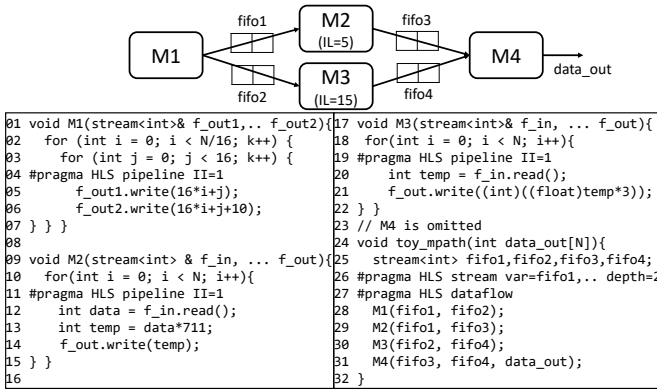 fifo1
M2
(IL=5)
fifo3
M1
M4
fifo2
M3
(IL=15)
fifo4
data_out
01 void M1(stream<int>& f_out1,.. f_out2){
02   for (int i = 0; i < N/16; k++) {
03     for (int j = 0; j < 16; k++) {
04 #pragma HLS pipeline II=1
05       f_out1.write(16*i+j);
06       f_out2.write(16*i+j+10);
07 } } }
08
09 void M2(stream<int> & f_in, ... f_out){
10   for(int i = 0; i < N; i++){
11 #pragma HLS pipeline II=1
12     int data = f_in.read();
13     int temp = data*711;
14     f_out.write(temp);
15 } }
16
17 void M3(stream<int>& f_in, ... f_out){
18  for(int i = 0; i < N; i++){
19 #pragma HLS pipeline II=1
20     int temp = f_in.read();
21     f_out.write((int)((float)temp*3));
22 } }
23 // M4 is omitted
24 void toy_mpath(int data_out[N]){
25   stream<int> fifo1,fifo2,fifo3,fifo4;
26 #pragma HLS stream var=fifo1,.. depth=2
27 #pragma HLS dataflow
28   M1(fifo1, fifo2);
29   M2(fifo1, fifo3);
30   M3(fifo2, fifo4);
31   M4(fifo3, fifo4, data_out);
32 }